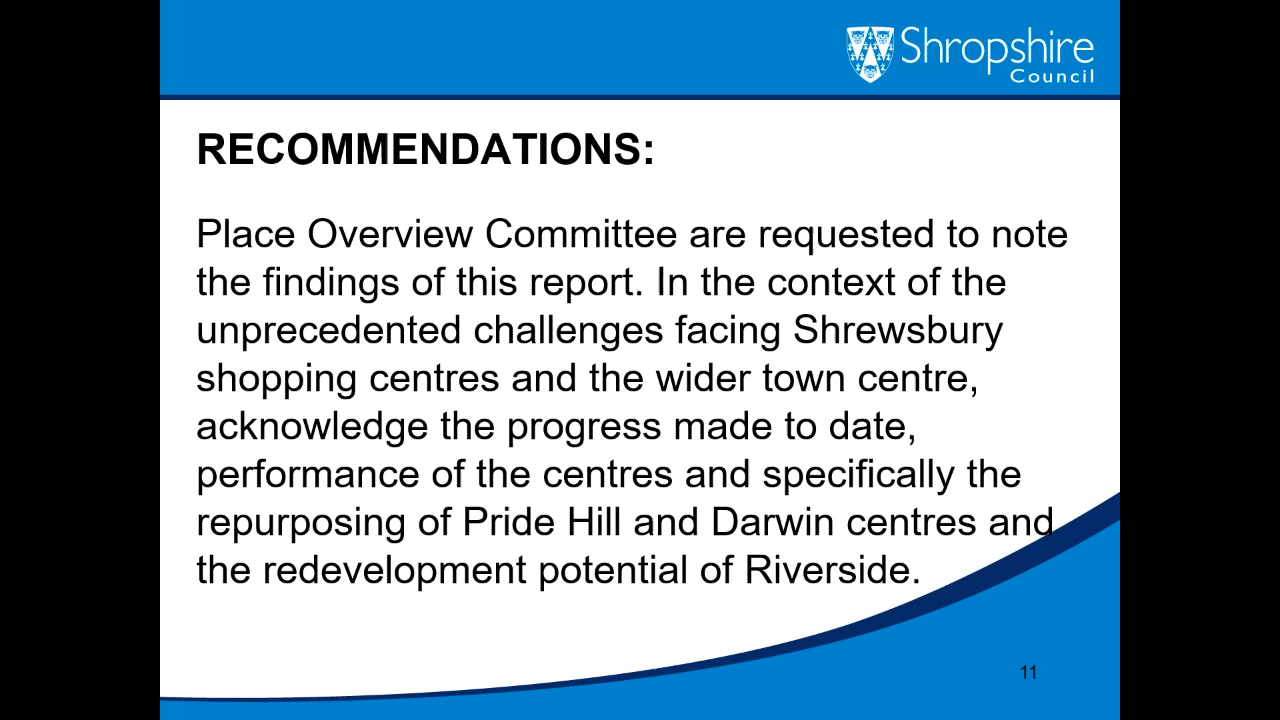 Shropshire
Council
RECOMMENDATIONS:
Place Overview Committee are requested to note
the findings of this report. In the context of the
unprecedented challenges facing Shrewsbury
shopping centres and the wider town centre,
acknowledge the progress made to date,
performance of the centres and specifically the
repurposing of Pride Hill and Darwin centres and
the redevelopment potential of Riverside.
11